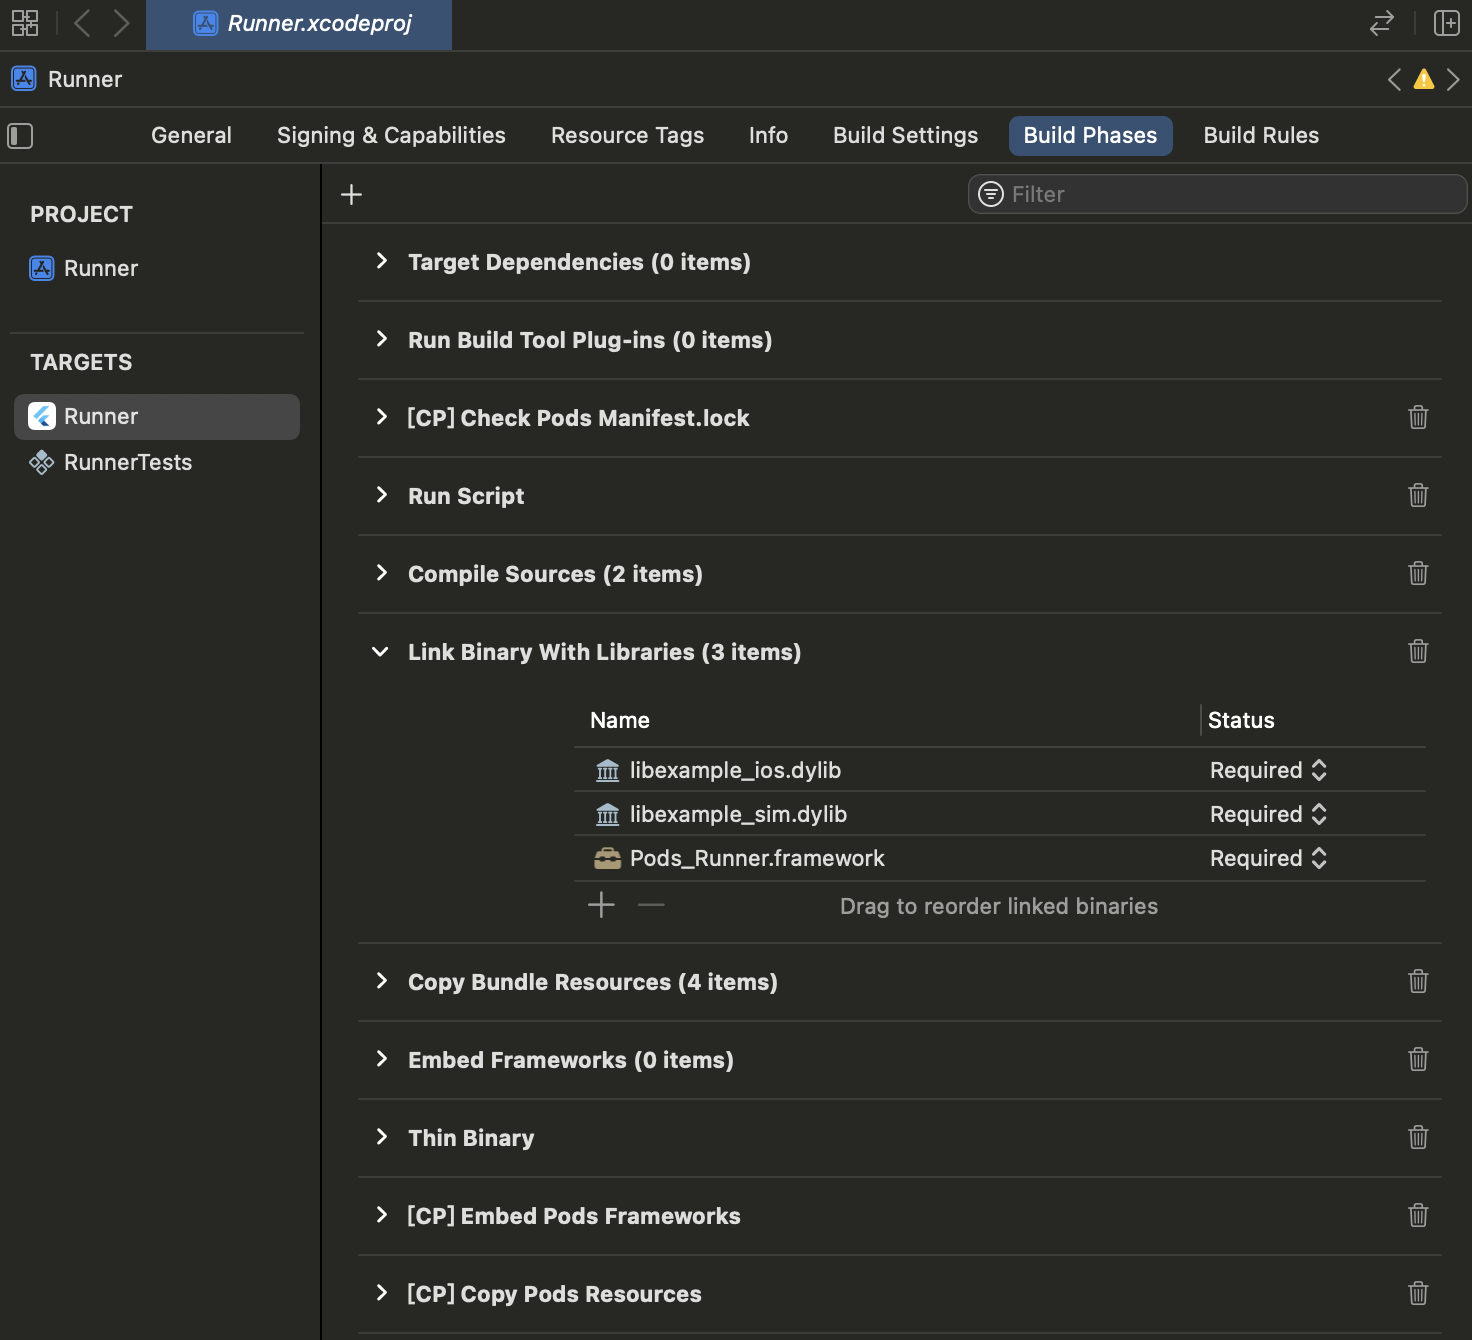 Runner.xcodeproj
Runner
General Signing & Capabilities Resource Tags Info Build Settings Build Phases Build Rules
Filter
PROJECT
Runner
TARGETS
Runner
RunnerTests
Target Dependencies (0 items)
Run Build Tool Plug-ins (0 items)
[CP] Check Pods Manifest.lock
Run Script
Compile Sources (2 items)
Link Binary With Libraries (3 items)
Name Status
libexample_ios.dylib Required
libexample_sim.dylib Required
Pods_Runner.framework Required
Drag to reorder linked binaries
Copy Bundle Resources (4 items)
Embed Frameworks (0 items)
Thin Binary
[CP] Embed Pods Frameworks
[CP] Copy Pods Resources